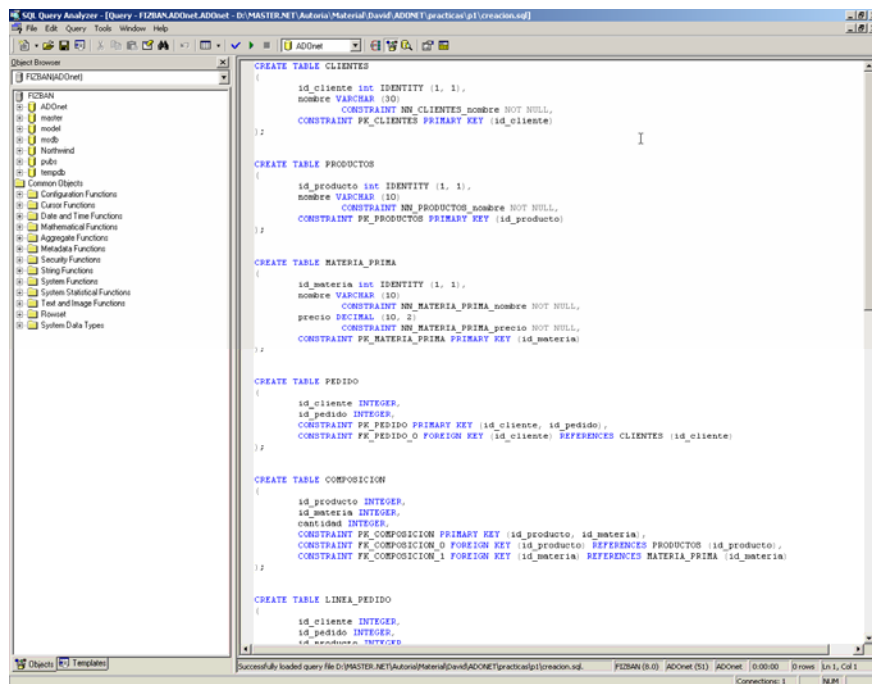 SQL Query Analyzer - [Query - FIZBAN.ADOnet.ADOnet - D:\MASTER.NET\Autoria\Material\David\ADONET\practicas\p1\creacion.sql]
File Edit Query Tools Window Help
ADOnet
Object Browser
FIZBAN(ADOnet)
FIZBAN
ADOnet
master
model
msdb
Northwind
pubs
tempdb
Common Objects
Configuration Functions
Cursor Functions
Date and Time Functions
Mathematical Functions
Aggregate Functions
Metadata Functions
Security Functions
String Functions
System Functions
System Statistical Functions
Text and Image Functions
Rowset
System Data Types
Objects Templates
CREATE TABLE CLIENTES
(
id_cliente int IDENTITY (1, 1),
nombre VARCHAR (30)
CONSTRAINT NN_CLIENTES_nombre NOT NULL,
CONSTRAINT PK_CLIENTES PRIMARY KEY (id_cliente)
);
CREATE TABLE PRODUCTOS
(
id_producto int IDENTITY (1, 1),
nombre VARCHAR (10)
CONSTRAINT NN_PRODUCTOS_nombre NOT NULL,
CONSTRAINT PK_PRODUCTOS PRIMARY KEY (id_producto)
);
CREATE TABLE MATERIA_PRIMA
(
id_materia int IDENTITY (1, 1),
nombre VARCHAR (10)
CONSTRAINT NN_MATERIA_PRIMA_nombre NOT NULL,
precio DECIMAL (10, 2)
CONSTRAINT NN_MATERIA_PRIMA_precio NOT NULL,
CONSTRAINT PK_MATERIA_PRIMA PRIMARY KEY (id_materia)
);
CREATE TABLE PEDIDO
(
id_cliente INTEGER,
id_pedido INTEGER,
CONSTRAINT PK_PEDIDO PRIMARY KEY (id_cliente, id_pedido),
CONSTRAINT FK_PEDIDO_0 FOREIGN KEY (id_cliente) REFERENCES CLIENTES (id_cliente)
);
CREATE TABLE COMPOSICION
(
id_producto INTEGER,
id_materia INTEGER,
cantidad INTEGER,
CONSTRAINT PK_COMPOSICION PRIMARY KEY (id_producto, id_materia),
CONSTRAINT FK_COMPOSICION_0 FOREIGN KEY (id_producto) REFERENCES PRODUCTOS (id_producto),
CONSTRAINT FK_COMPOSICION_1 FOREIGN KEY (id_materia) REFERENCES MATERIA_PRIMA (id_materia)
);
CREATE TABLE LINEA_PEDIDO
(
id_cliente INTEGER,
id_pedido INTEGER,
id_producto INTEGER
Successfully loaded query file D:\MASTER.NET\Autoria\Material\David\ADONET\practicas\p1\creacion.sql. FIZBAN (8.0) ADOnet (51) ADOnet 0:00:00 0 rows Ln 1, Col 1
Connections: 1 NUM